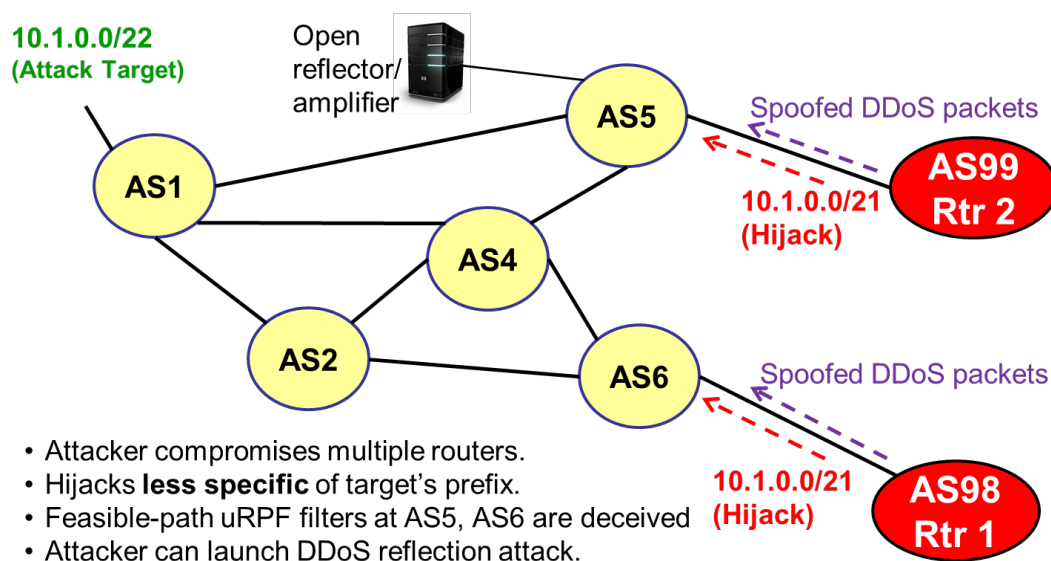 10.1.0.0/22
(Attack Target)
Open
reflector/
amplifier
AS5
Spoofed DDoS packets
AS99
Rtr 2
AS1
10.1.0.0/21
(Hijack)
AS4
AS2
AS6
Spoofed DDoS packets
10.1.0.0/21
(Hijack)
AS98
Rtr 1
• Attacker compromises multiple routers.
• Hijacks less specific of target's prefix.
• Feasible-path uRPF filters at AS5, AS6 are deceived
• Attacker can launch DDoS reflection attack.